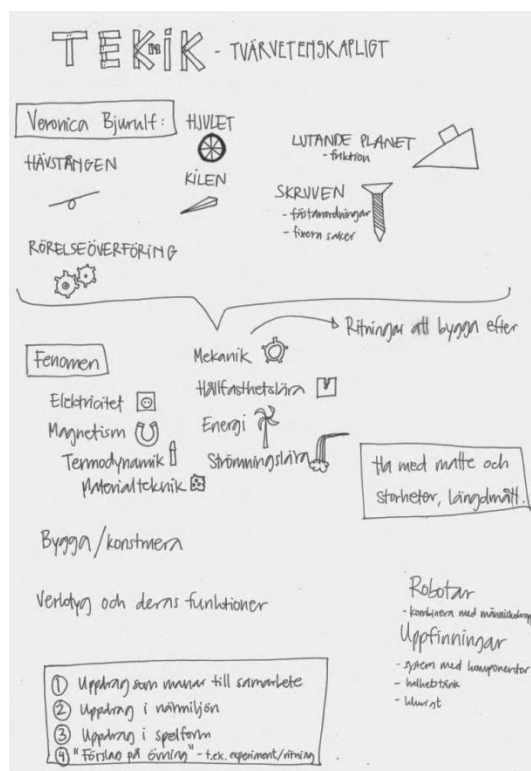 TEKNIK - TVÄRVETENSKAPLIGT
Veronica Bjurulf:
HJULET
HÄVSTÅNGEN
KILEN
LUTANDE PLANET
- friktion
SKRUVEN
- fästanordningar
- fixera saker
RÖRELSEÖVERFÖRING
Ritningar att bygga efter
Fenomen
Mekanik
Elektricitet
Hållfasthetslära
Magnetism
Energi
Termodynamik
Strömningslära
Materialteknik
Ha med matte och
storheter, längdmått.
Bygga/konstruera
Verktyg och deras funktioner
Robotar
- kombinera med
Uppfinningar
- system med komponenter
- helhetstänk
- klurigt
① Uppdrag som manar till samarbete
② Uppdrag i närmiljön
③ Uppdrag i spelform
④ "Förslag på övning" - t.ex. experiment/ritning